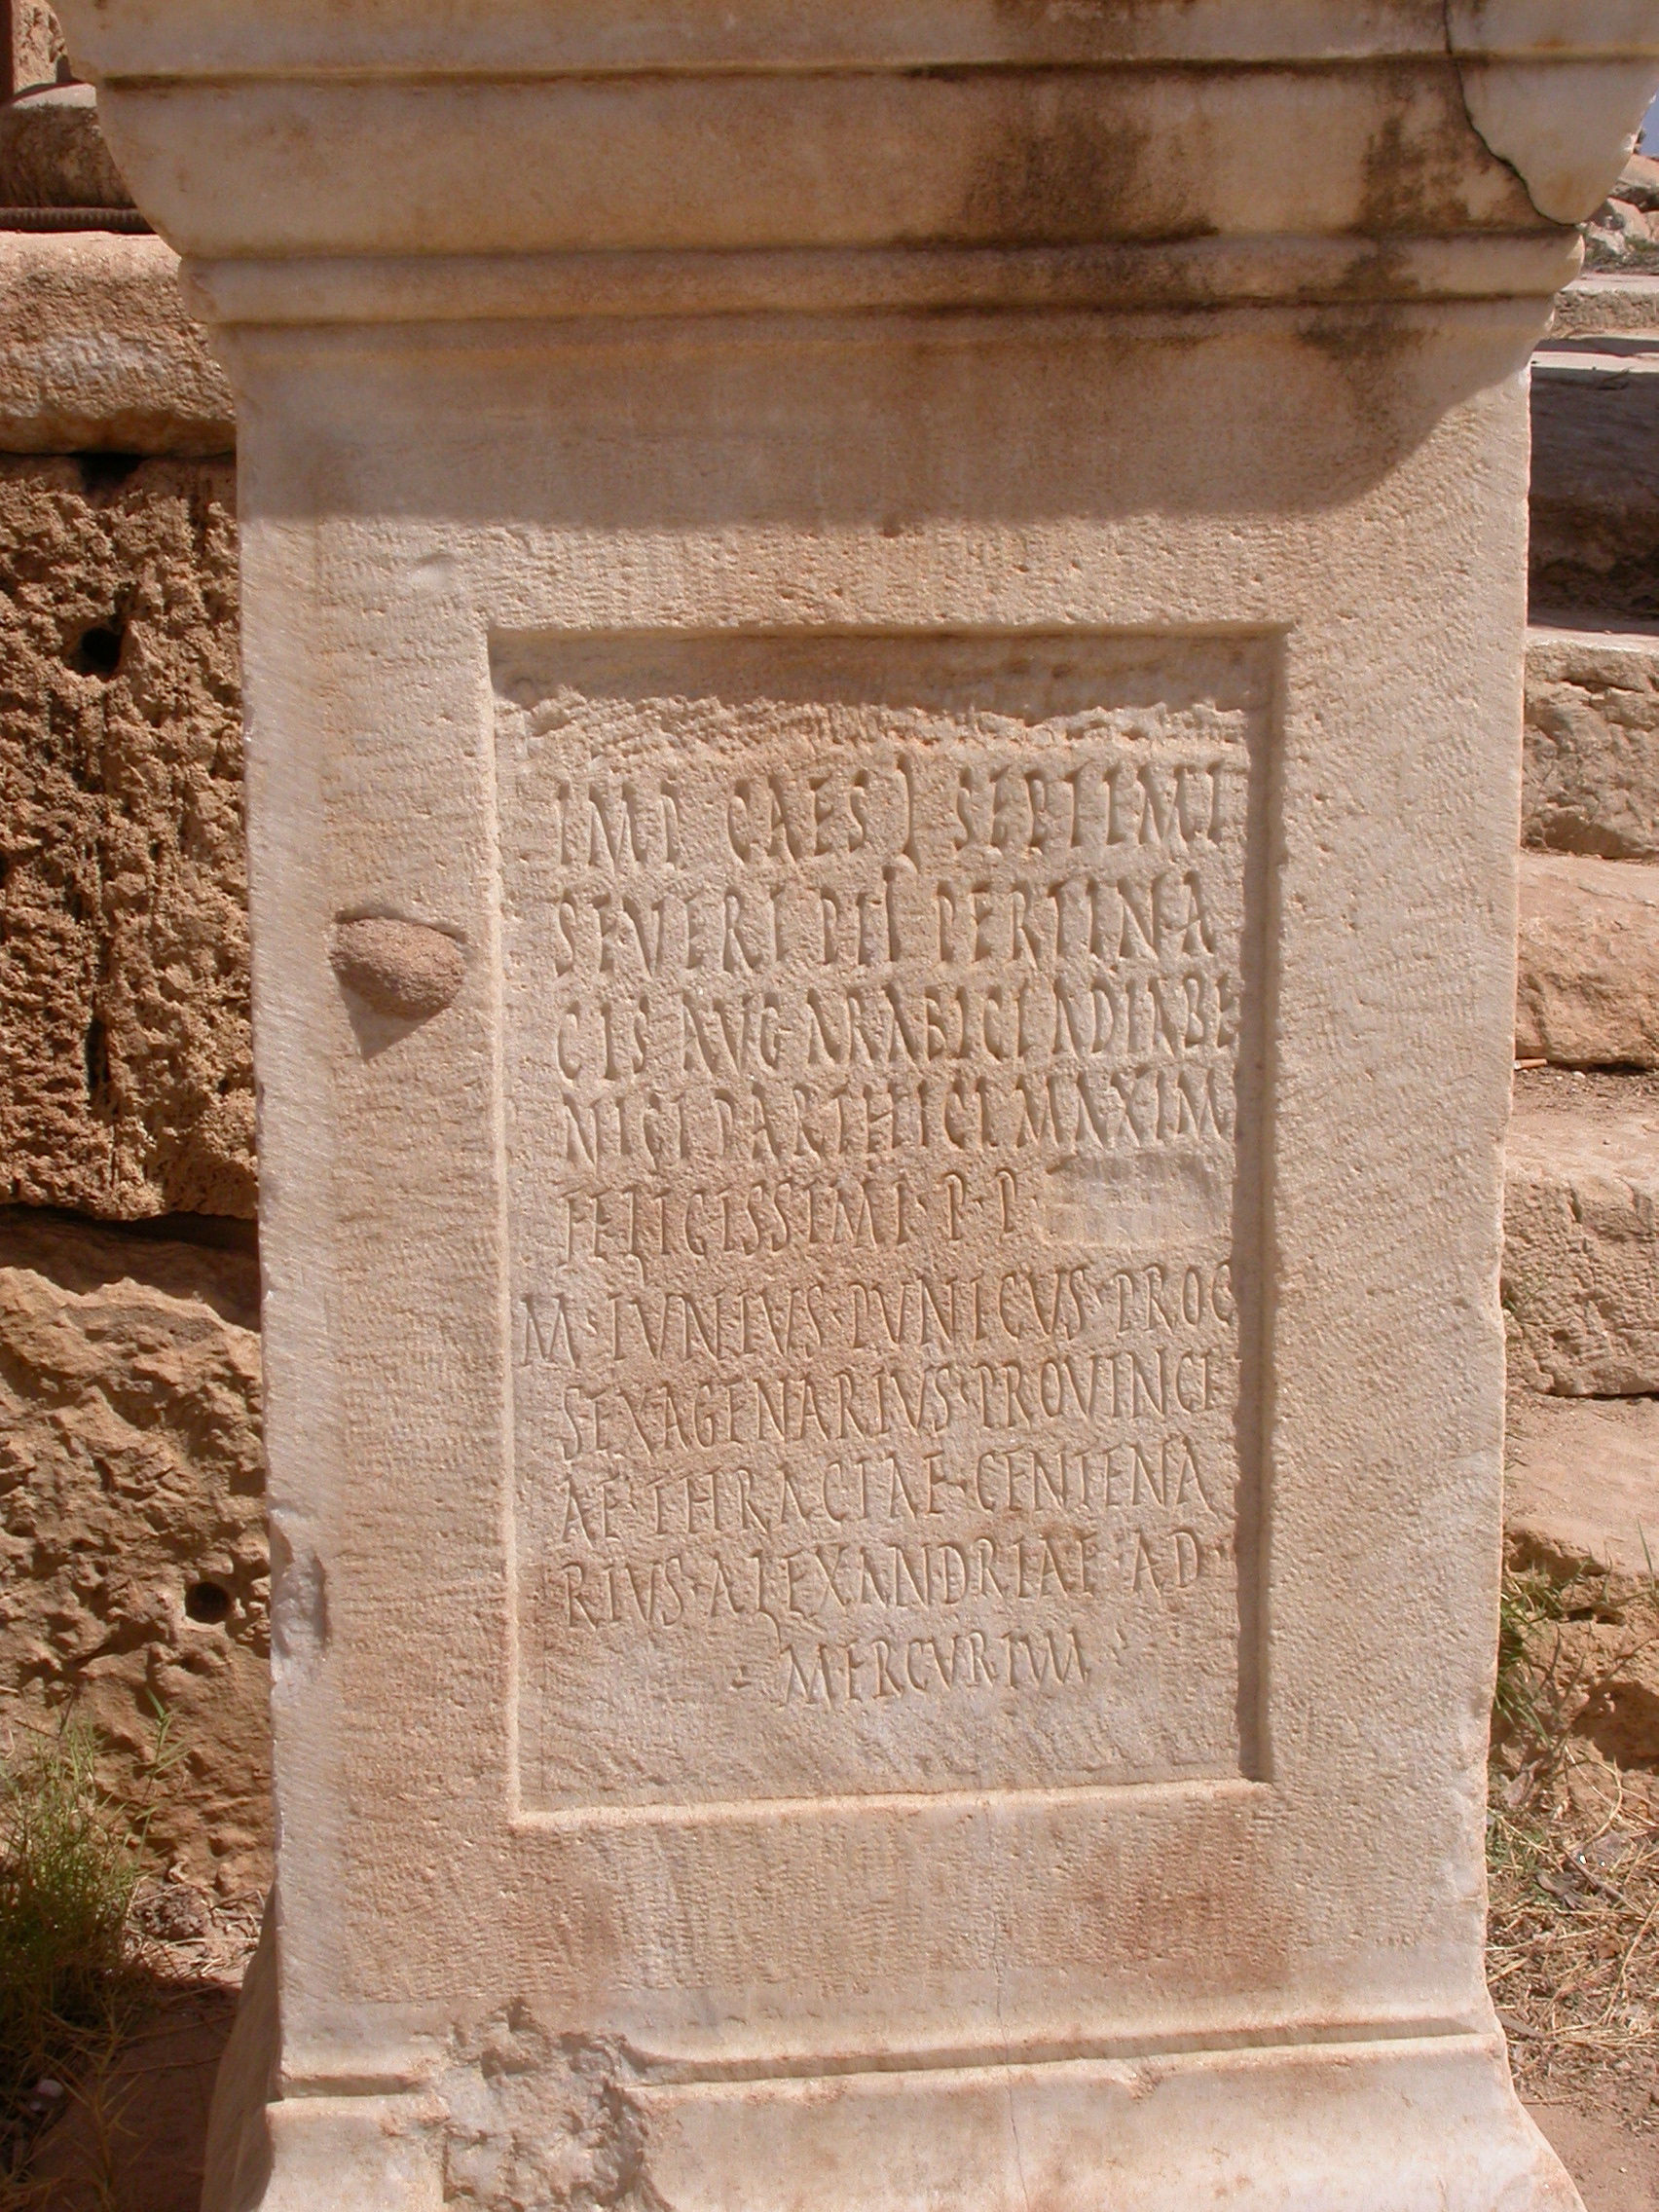 IMP CAES L SEPTIMI
SEVERI PII PERTINA
CIS AVG ARABICI ADIABE
NICI PARTHICI MAXIMI
FELICISSIMI · P · P ·
M · IVNIVS · PVNICVS · PROC
SEXAGENARIVS · PROVINCI
AE · THRACIAE · CENTENA
RIVS · ALEXANDRIAE · AD ·
MERCVRIVM